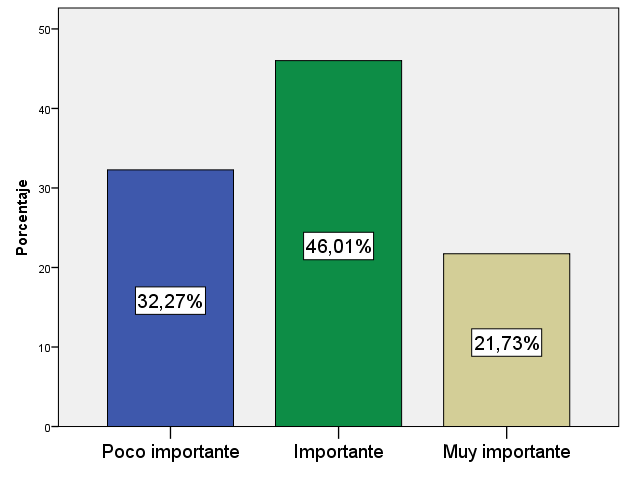 50
40
30
20
10
0
Porcentaje
32,27%
46,01%
21,73%
Poco importante
Importante
Muy importante